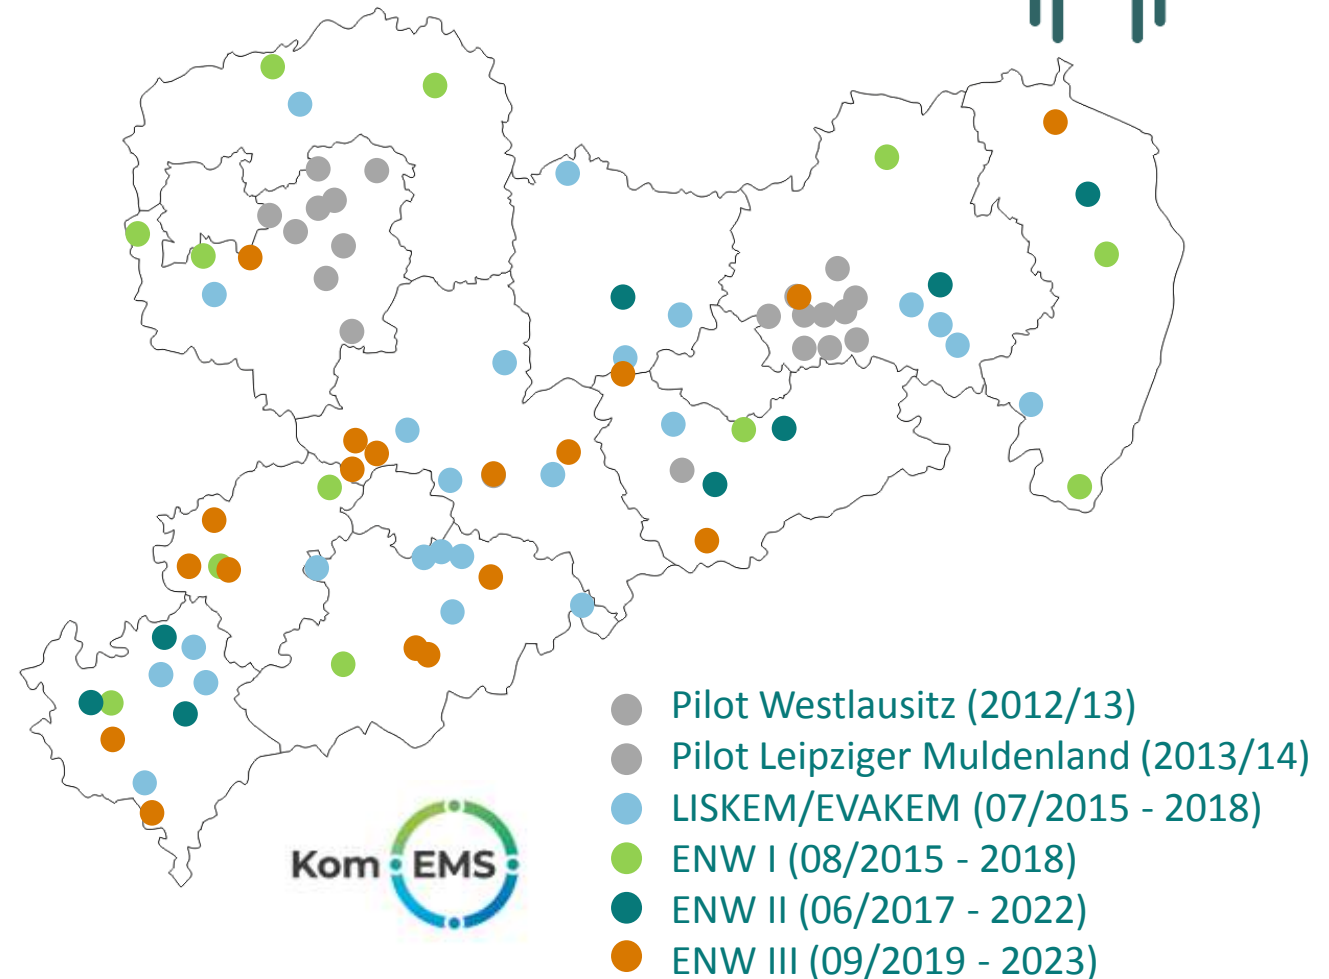 Pilot Westlausitz (2012/13)
Pilot Leipziger Muldenland (2013/14)
LISKEM/EVAKEM (07/2015 - 2018)
Kom EMS
ENW I (08/2015 - 2018)
ENW II (06/2017 - 2022)
ENW III (09/2019 - 2023)